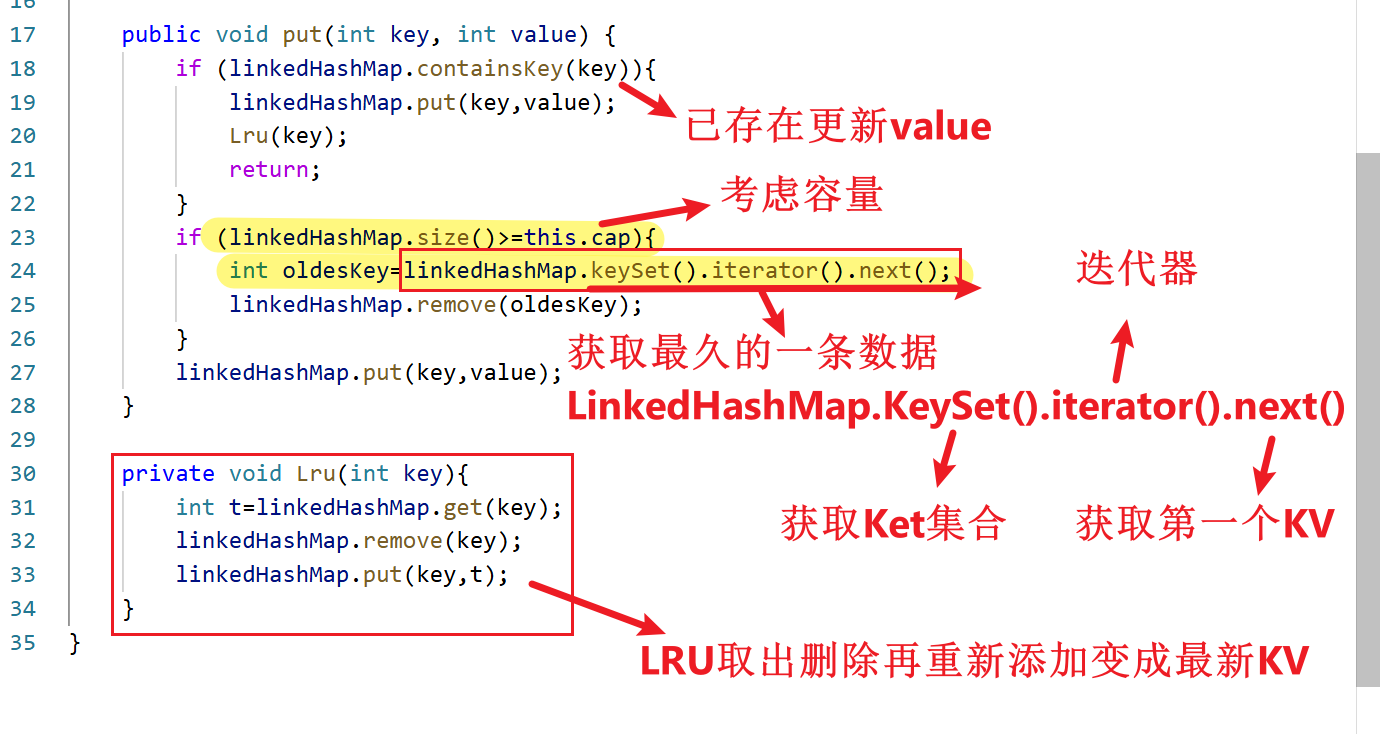 16
17 public void put(int key, int value) {
18 if (linkedHashMap.containsKey(key)){
19 linkedHashMap.put(key,value);
已存在更新value
20 Lru(key);
21 return;
22 }
考虑容量
23 if (linkedHashMap.size()>=this.cap){
24 int oldesKey=linkedHashMap.keySet().iterator().next();
迭代器
25 linkedHashMap.remove(oldesKey);
26 }
获取最久的一条数据
27 linkedHashMap.put(key,value);
28 }
LinkedHashMap.KeySet().iterator().next()
29
30 private void Lru(int key){
31 int t=linkedHashMap.get(key);
获取Ket集合
获取第一个KV
32 linkedHashMap.remove(key);
33 linkedHashMap.put(key,t);
34 }
35 }
LRU取出删除再重新添加变成最新KV